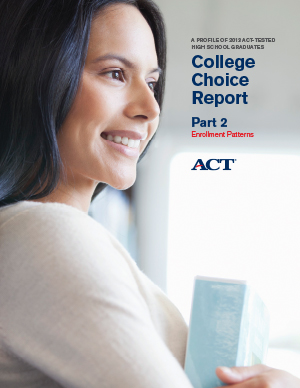 A PROFILE OF 2013 ACT-TESTED
HIGH SCHOOL GRADUATES
College
Choice
Report
Part 2
Enrollment Patterns
ACT®